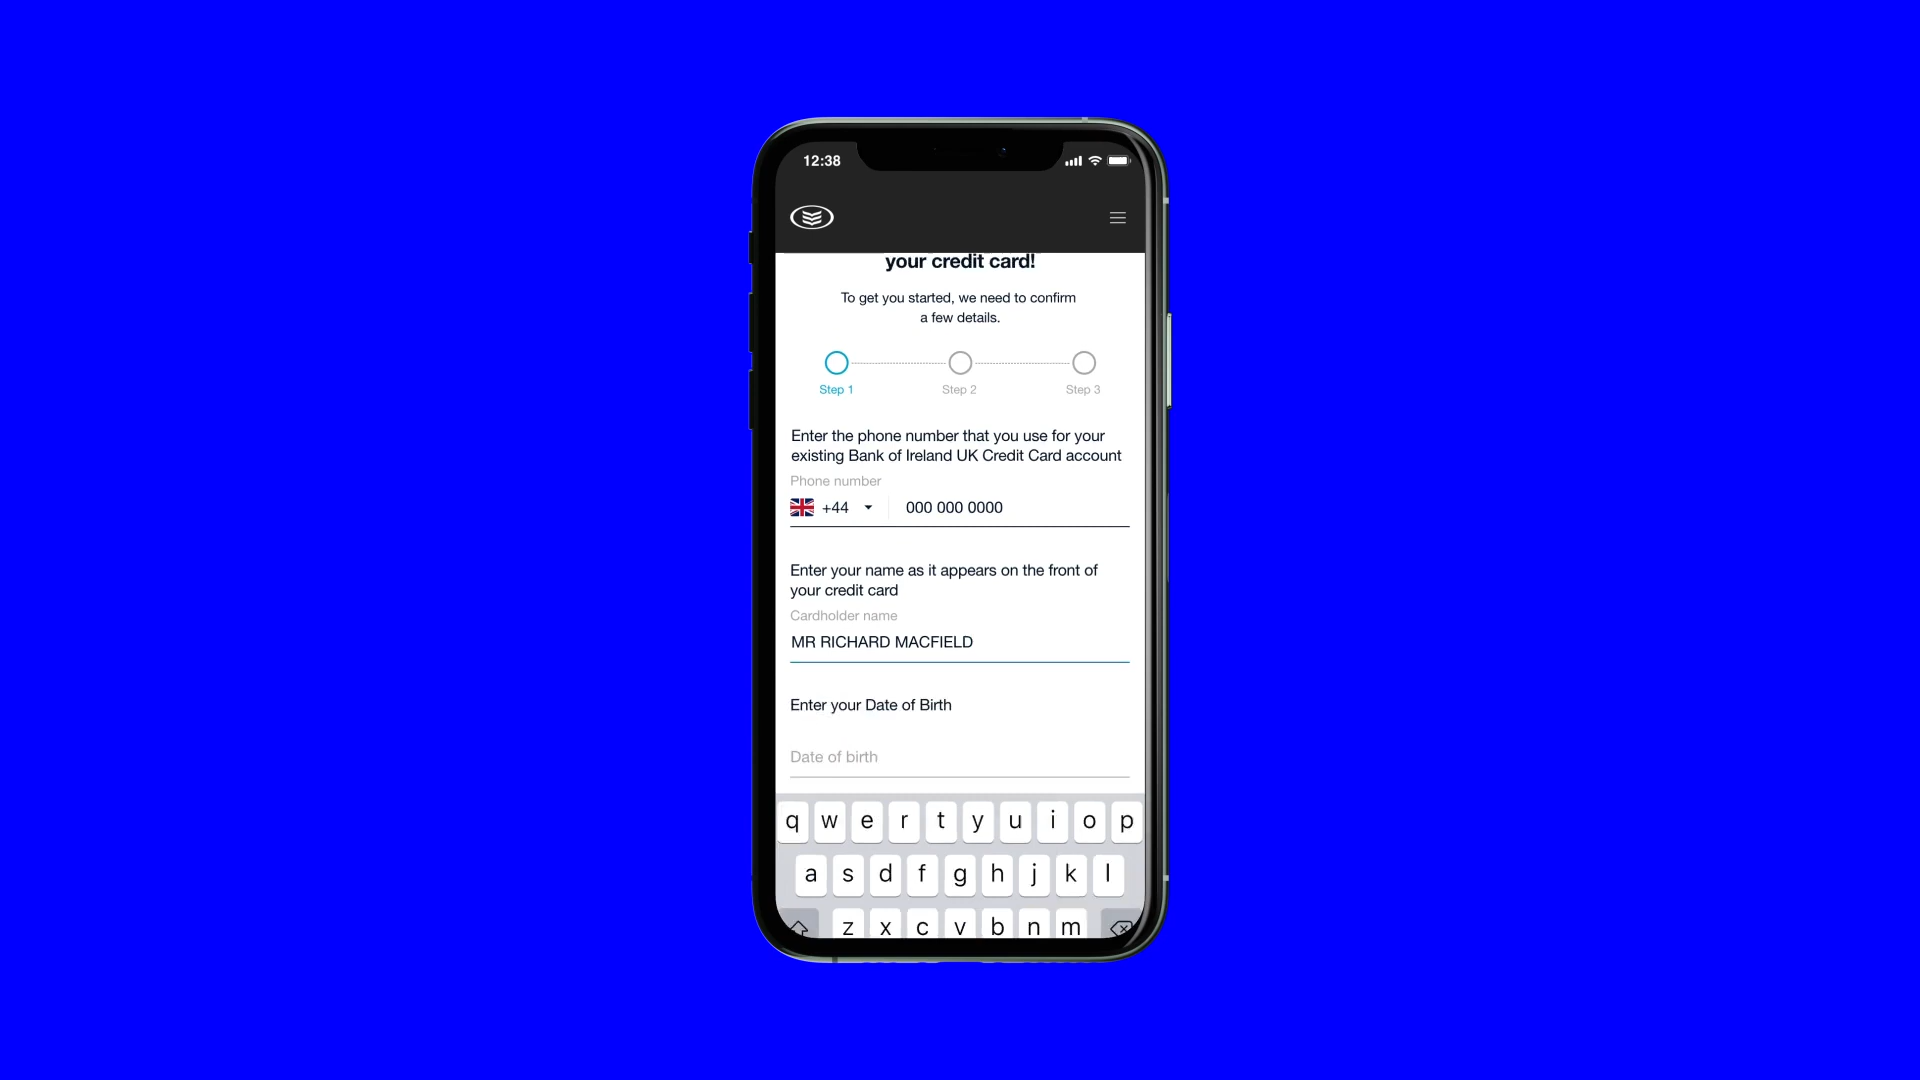 12:38
your credit card!
To get you started, we need to confirm
a few details.
Step 1 Step 2 Step 3
Enter the phone number that you use for your
existing Bank of Ireland UK Credit Card account
Phone number
+44 000 000 0000
Enter your name as it appears on the front of
your credit card
Cardholder name
MR RICHARD MACFIELD
Enter your Date of Birth
Date of birth
q w e r t y u i o p
a s d f g h j k l
z x c v b n m